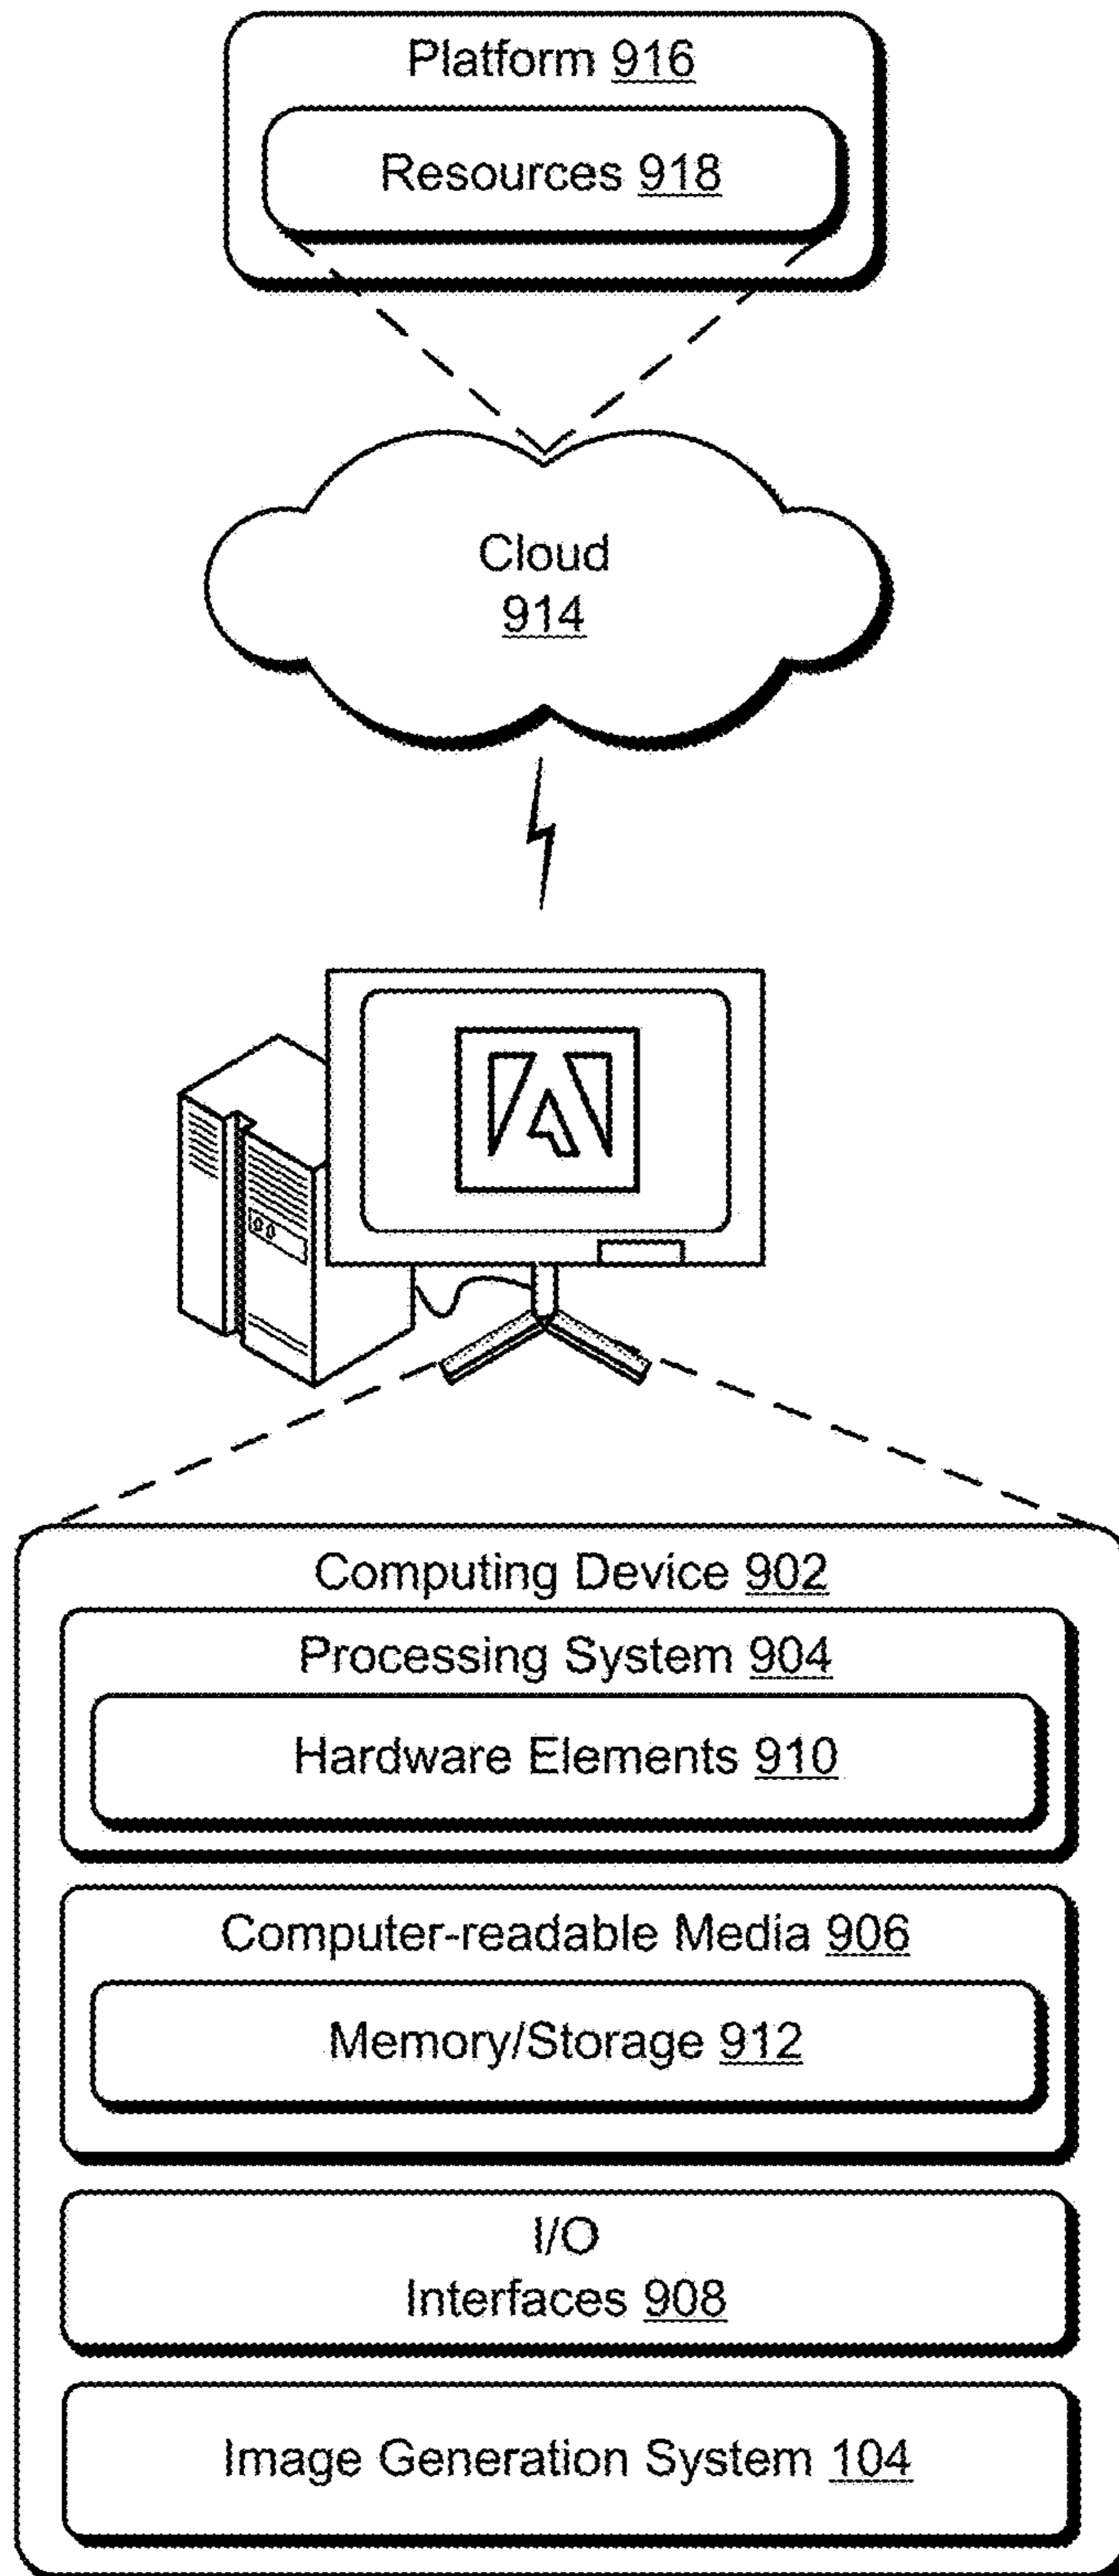 Platform 916
Resources 918
Cloud
914
Computing Device 902
Processing System 904
Hardware Elements 910
Computer-readable Media 906
Memory/Storage 912
I/O
Interfaces 908
Image Generation System 104